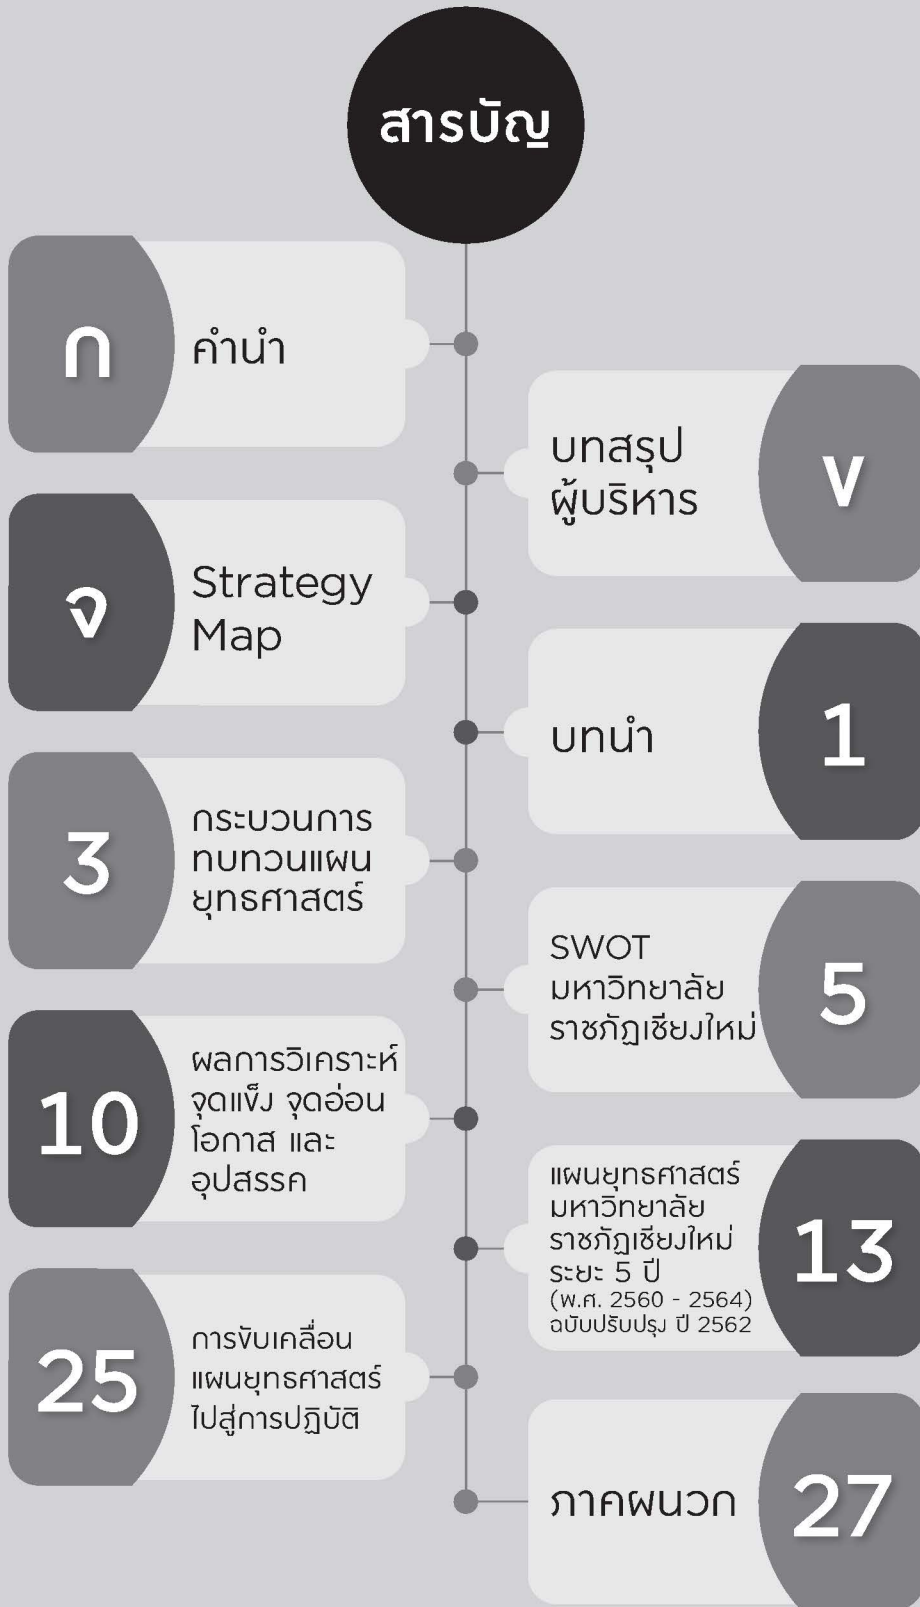 สารบัญ
ก
คำนำ
บทสรุป
ผู้บริหาร
ข
จ
Strategy
Map
บทนำ
1
3
กระบวนการ
ทบทวนแผน
ยุทธศาสตร์
SWOT
มหาวิทยาลัย
ราชภัฏเชียงใหม่
5
10
ผลการวิเคราะห์
จุดแข็ง จุดอ่อน
โอกาส และ
อุปสรรค
แผนยุทธศาสตร์
มหาวิทยาลัย
ราชภัฏเชียงใหม่
ระยะ 5 ปี
(พ.ศ. 2560 - 2564)
ฉบับปรับปรุง ปี 2562
13
25
การขับเคลื่อน
แผนยุทธศาสตร์
ไปสู่การปฏิบัติ
ภาคผนวก
27